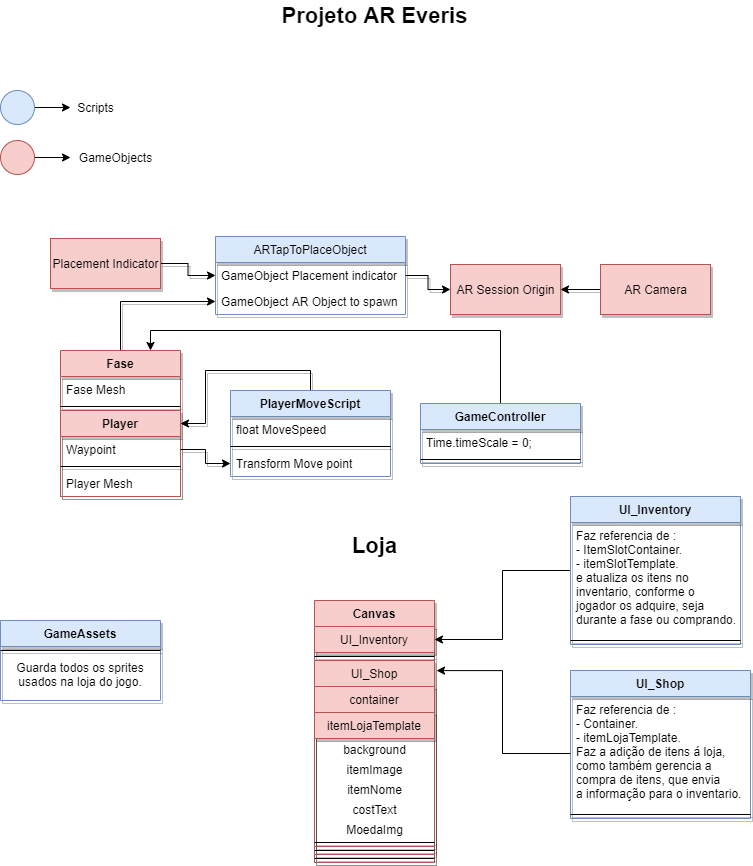 Projeto AR Everis
Scripts
GameObjects
Placement Indicator
ARTapToPlaceObject
GameObject Placement indicator
GameObject AR Object to spawn
AR Session Origin
AR Camera
Fase
Fase Mesh
Player
Waypoint
Player Mesh
PlayerMoveScript
float MoveSpeed
Transform Move point
GameController
Time.timeScale = 0;
Loja
UI_Inventory
Faz referencia de :
- ItemSlotContainer.
- itemSlotTemplate.
e atualiza os itens no
inventario, conforme o
jogador os adquire, seja
durante a fase ou comprando.
GameAssets
Guarda todos os sprites
usados na loja do jogo.
Canvas
UI_Inventory
UI_Shop
container
itemLojaTemplate
background
itemImage
itemNome
costText
MoedaImg
UI_Shop
Faz referencia de :
- Container.
- itemLojaTemplate.
Faz a adição de itens á loja,
como também gerencia a
compra de itens, que envia
a informação para o inventario.